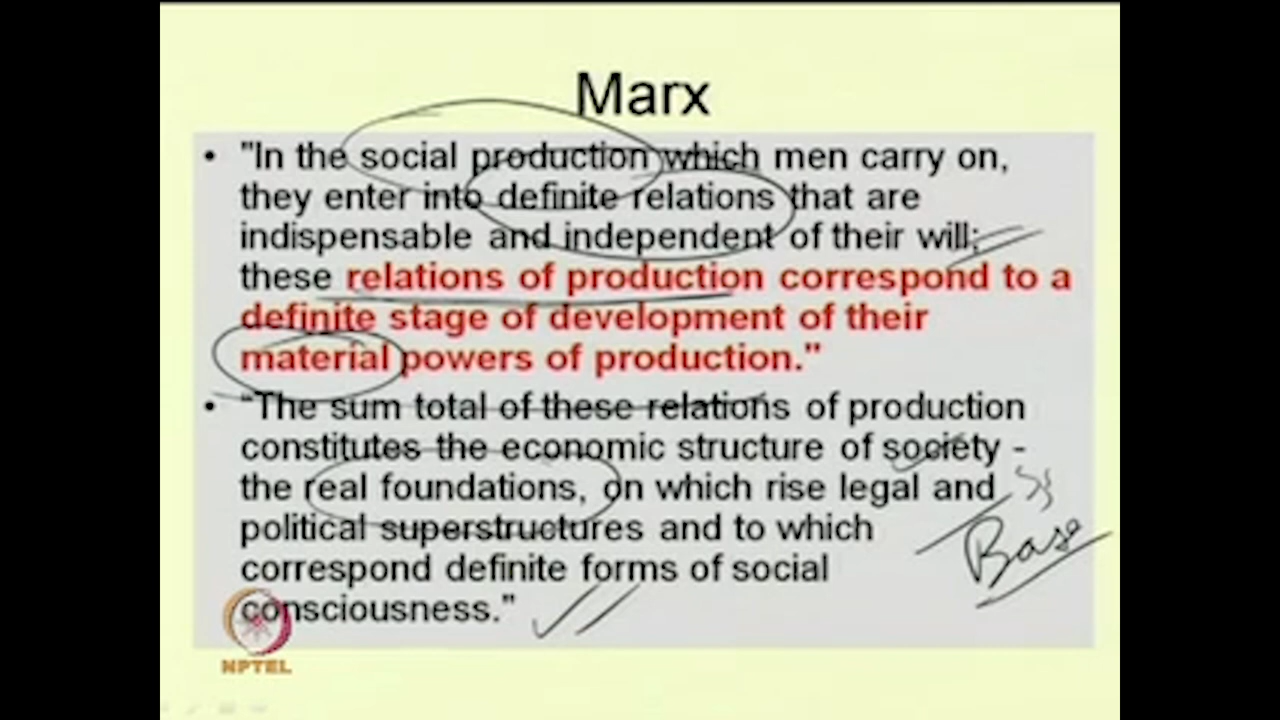 Marx
• "In the social production which men carry on,
they enter into definite relations that are
indispensable and independent of their will;
these relations of production correspond to a
definite stage of development of their
material powers of production."
• "The sum total of these relations of production
constitutes the economic structure of society -
the real foundations, on which rise legal and
political superstructures and to which
correspond definite forms of social
consciousness."
Base
NPTEL